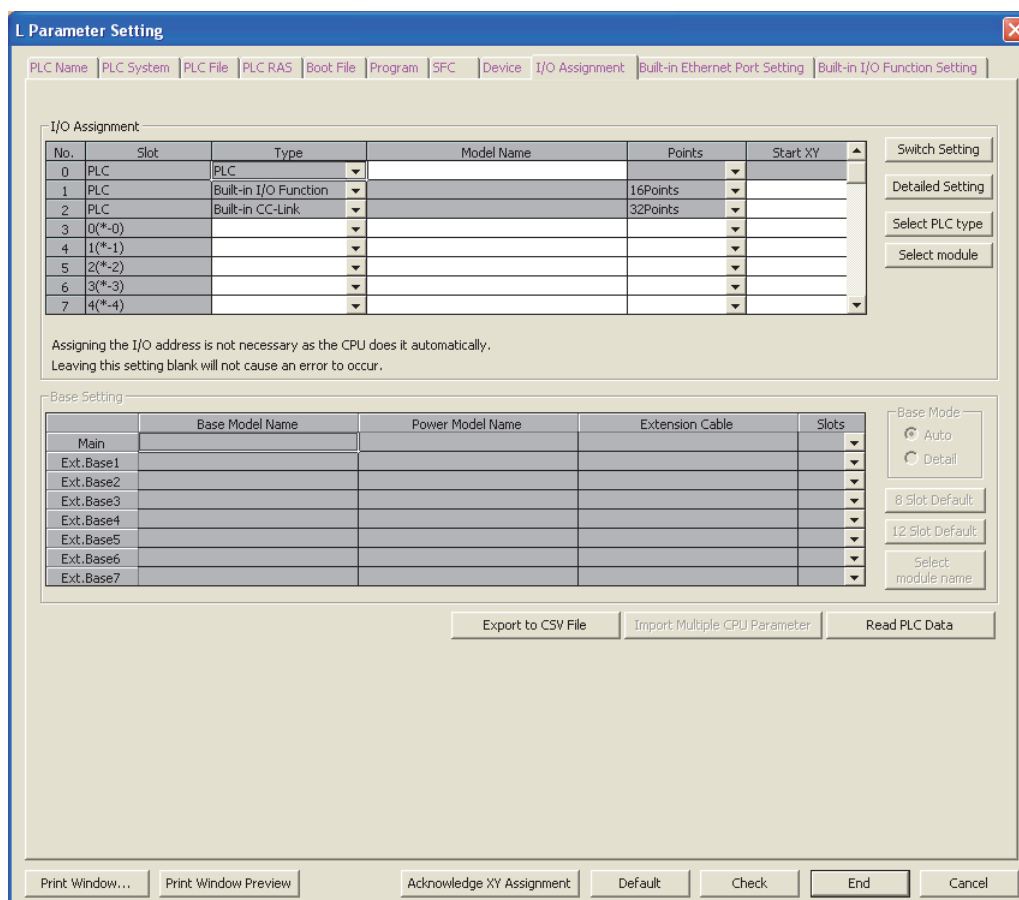 L Parameter Setting
PLC Name PLC System PLC File PLC RAS Boot File Program SFC Device I/O Assignment Built-in Ethernet Port Setting Built-in I/O Function Setting
I/O Assignment
No. Slot Type Model Name Points Start XY
0 PLC PLC
1 PLC Built-in I/O Function 16Points
2 PLC Built-in CC-Link 32Points
3 0(*-0)
4 1(*-1)
5 2(*-2)
6 3(*-3)
7 4(*-4)
Switch Setting
Detailed Setting
Select PLC type
Select module
Assigning the I/O address is not necessary as the CPU does it automatically.
Leaving this setting blank will not cause an error to occur.
Base Setting
Base Model Name Power Model Name Extension Cable Slots
Main
Ext.Base1
Ext.Base2
Ext.Base3
Ext.Base4
Ext.Base5
Ext.Base6
Ext.Base7
Base Mode
Auto
Detail
8 Slot Default
12 Slot Default
Select
module name
Export to CSV File Import Multiple CPU Parameter Read PLC Data
Print Window... Print Window Preview Acknowledge XY Assignment Default Check End Cancel